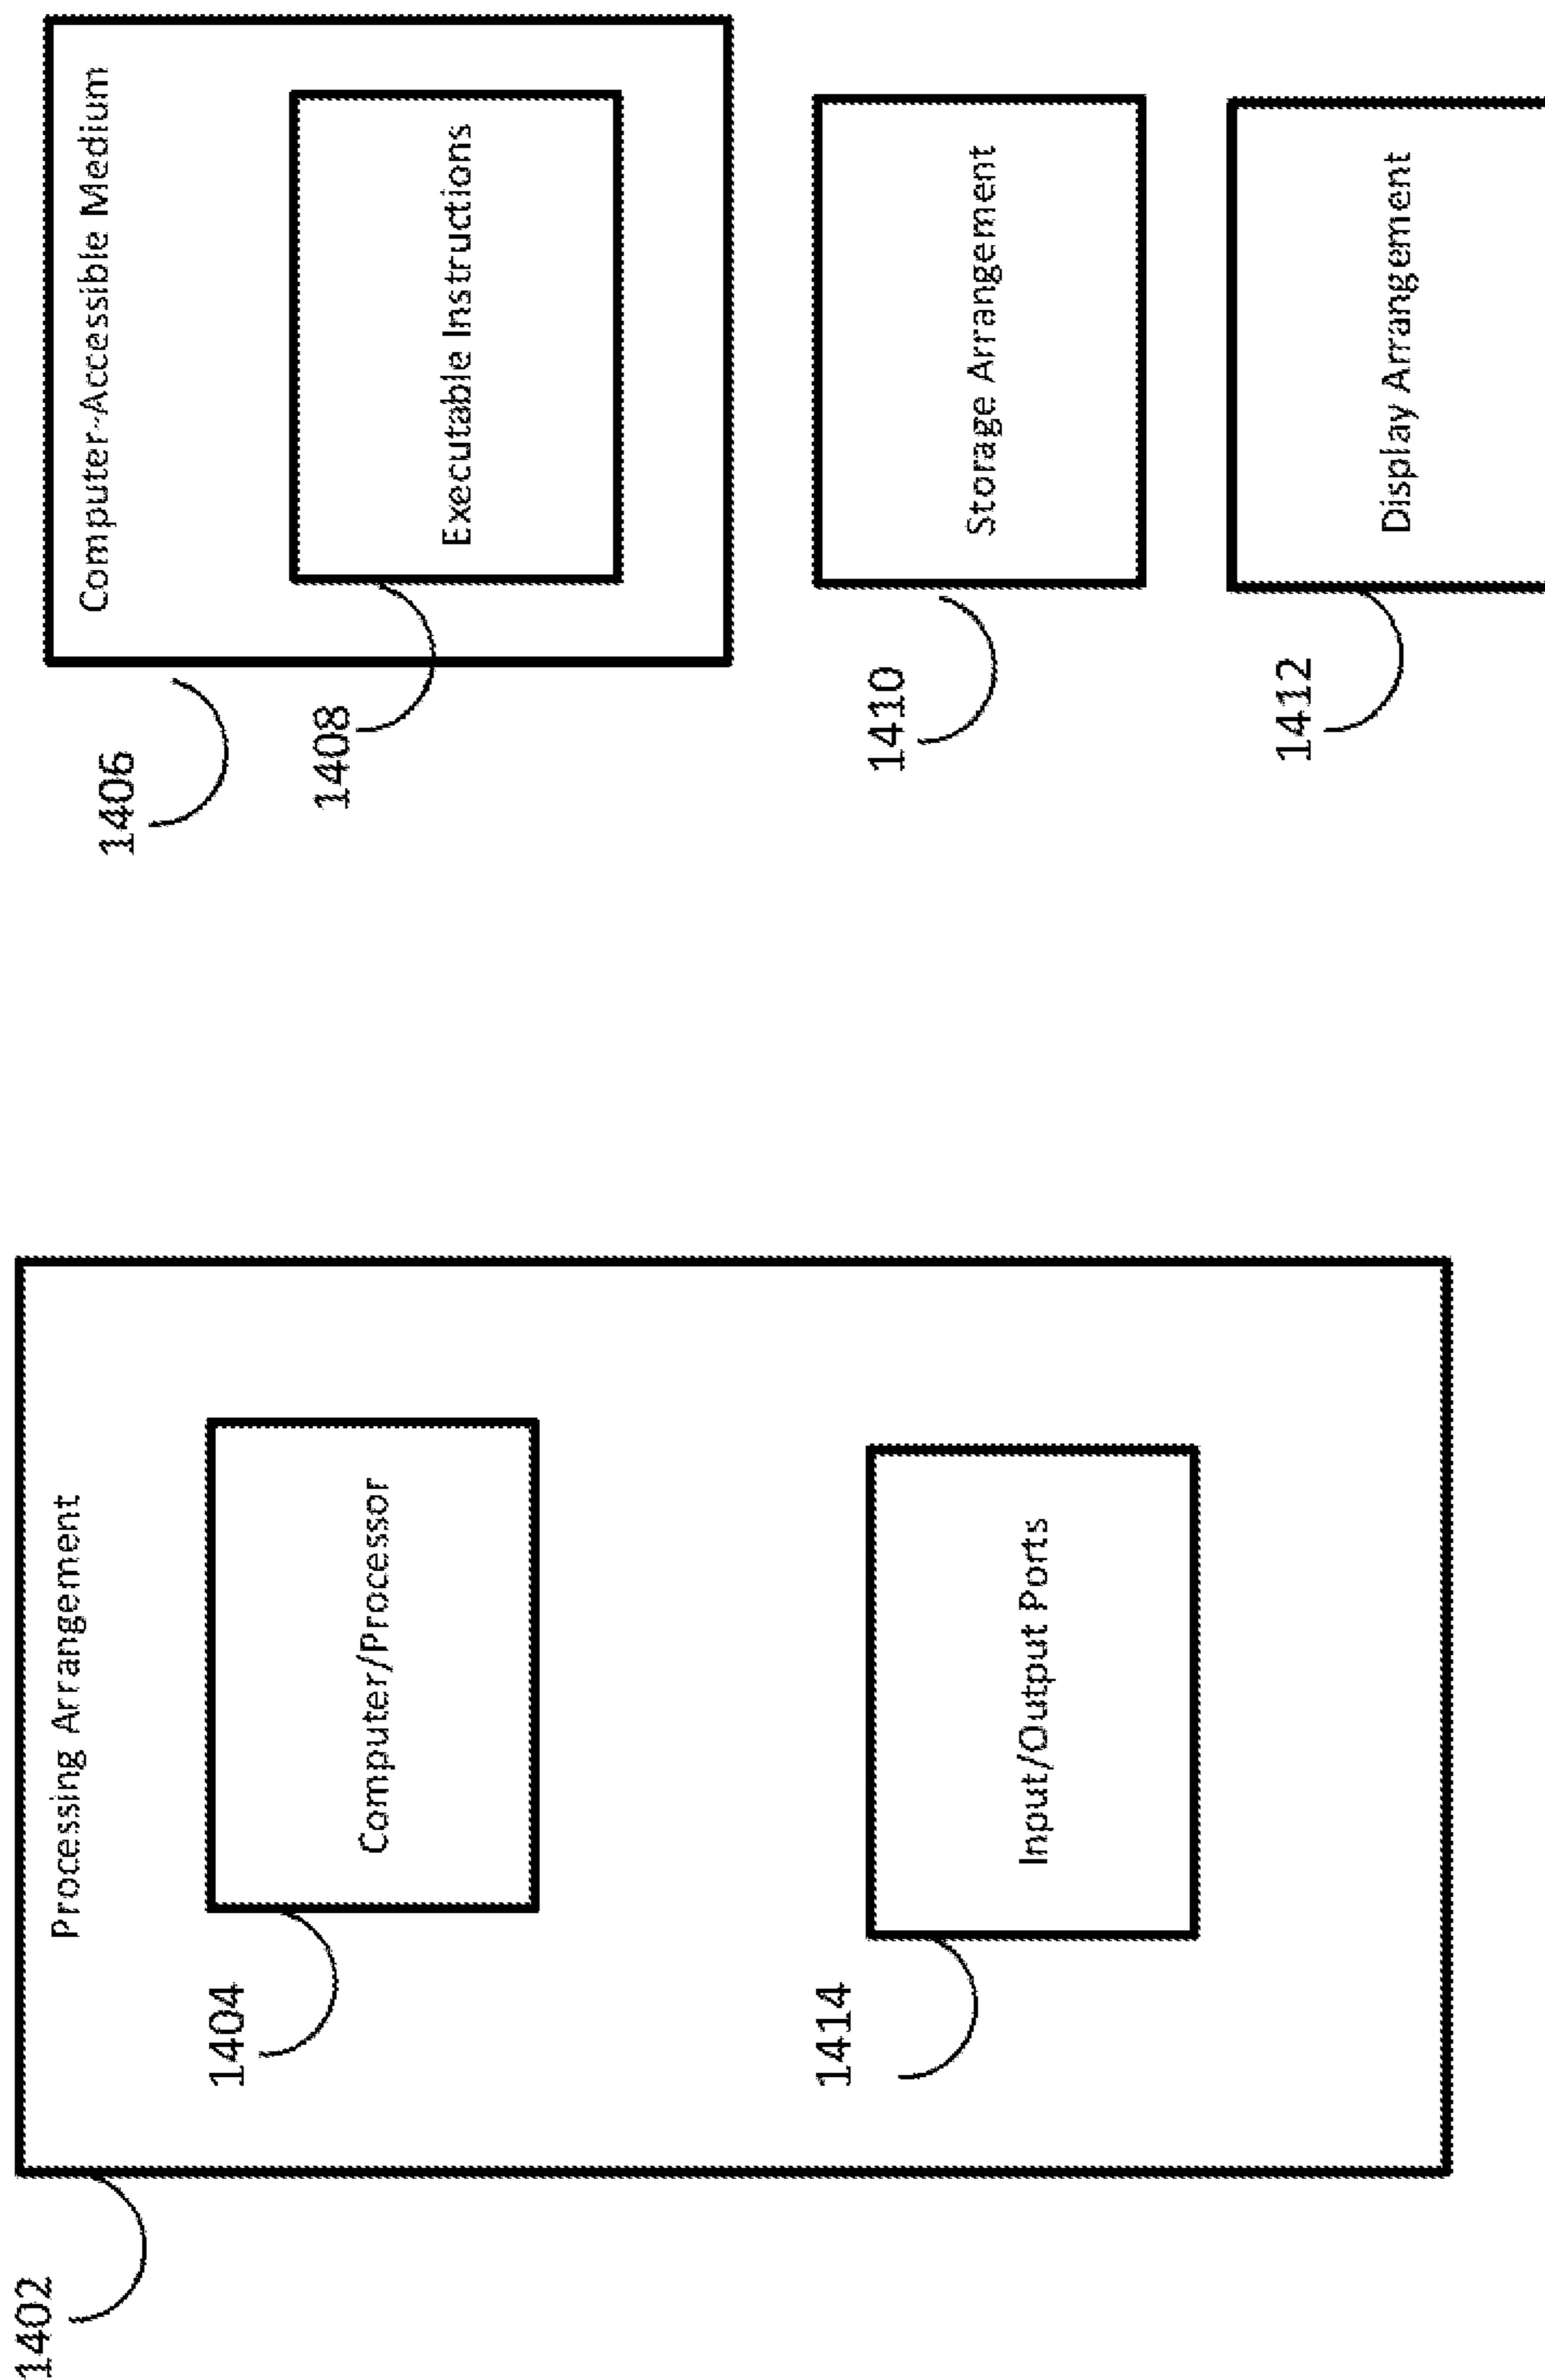 1402
Processing Arrangement
1404
Computer/Processor
1414
Input/Output Ports
1406
Computer-Accessible Medium
1408
Executable Instructions
1410
Storage Arrangement
1412
Display Arrangement